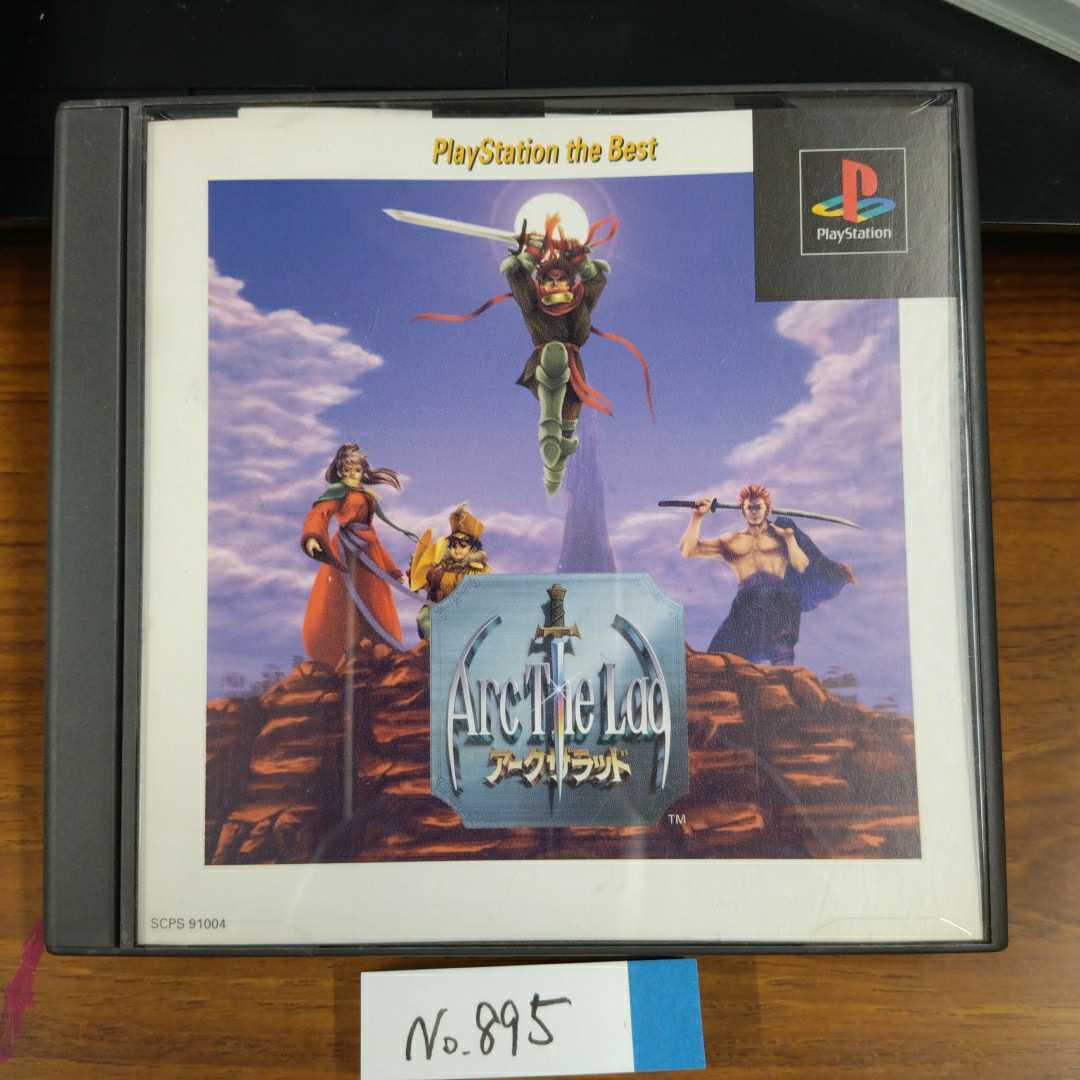 PlayStation the Best
PlayStation
Arc The Lad
アークザラッド
TM
SCPS 91004
No.895